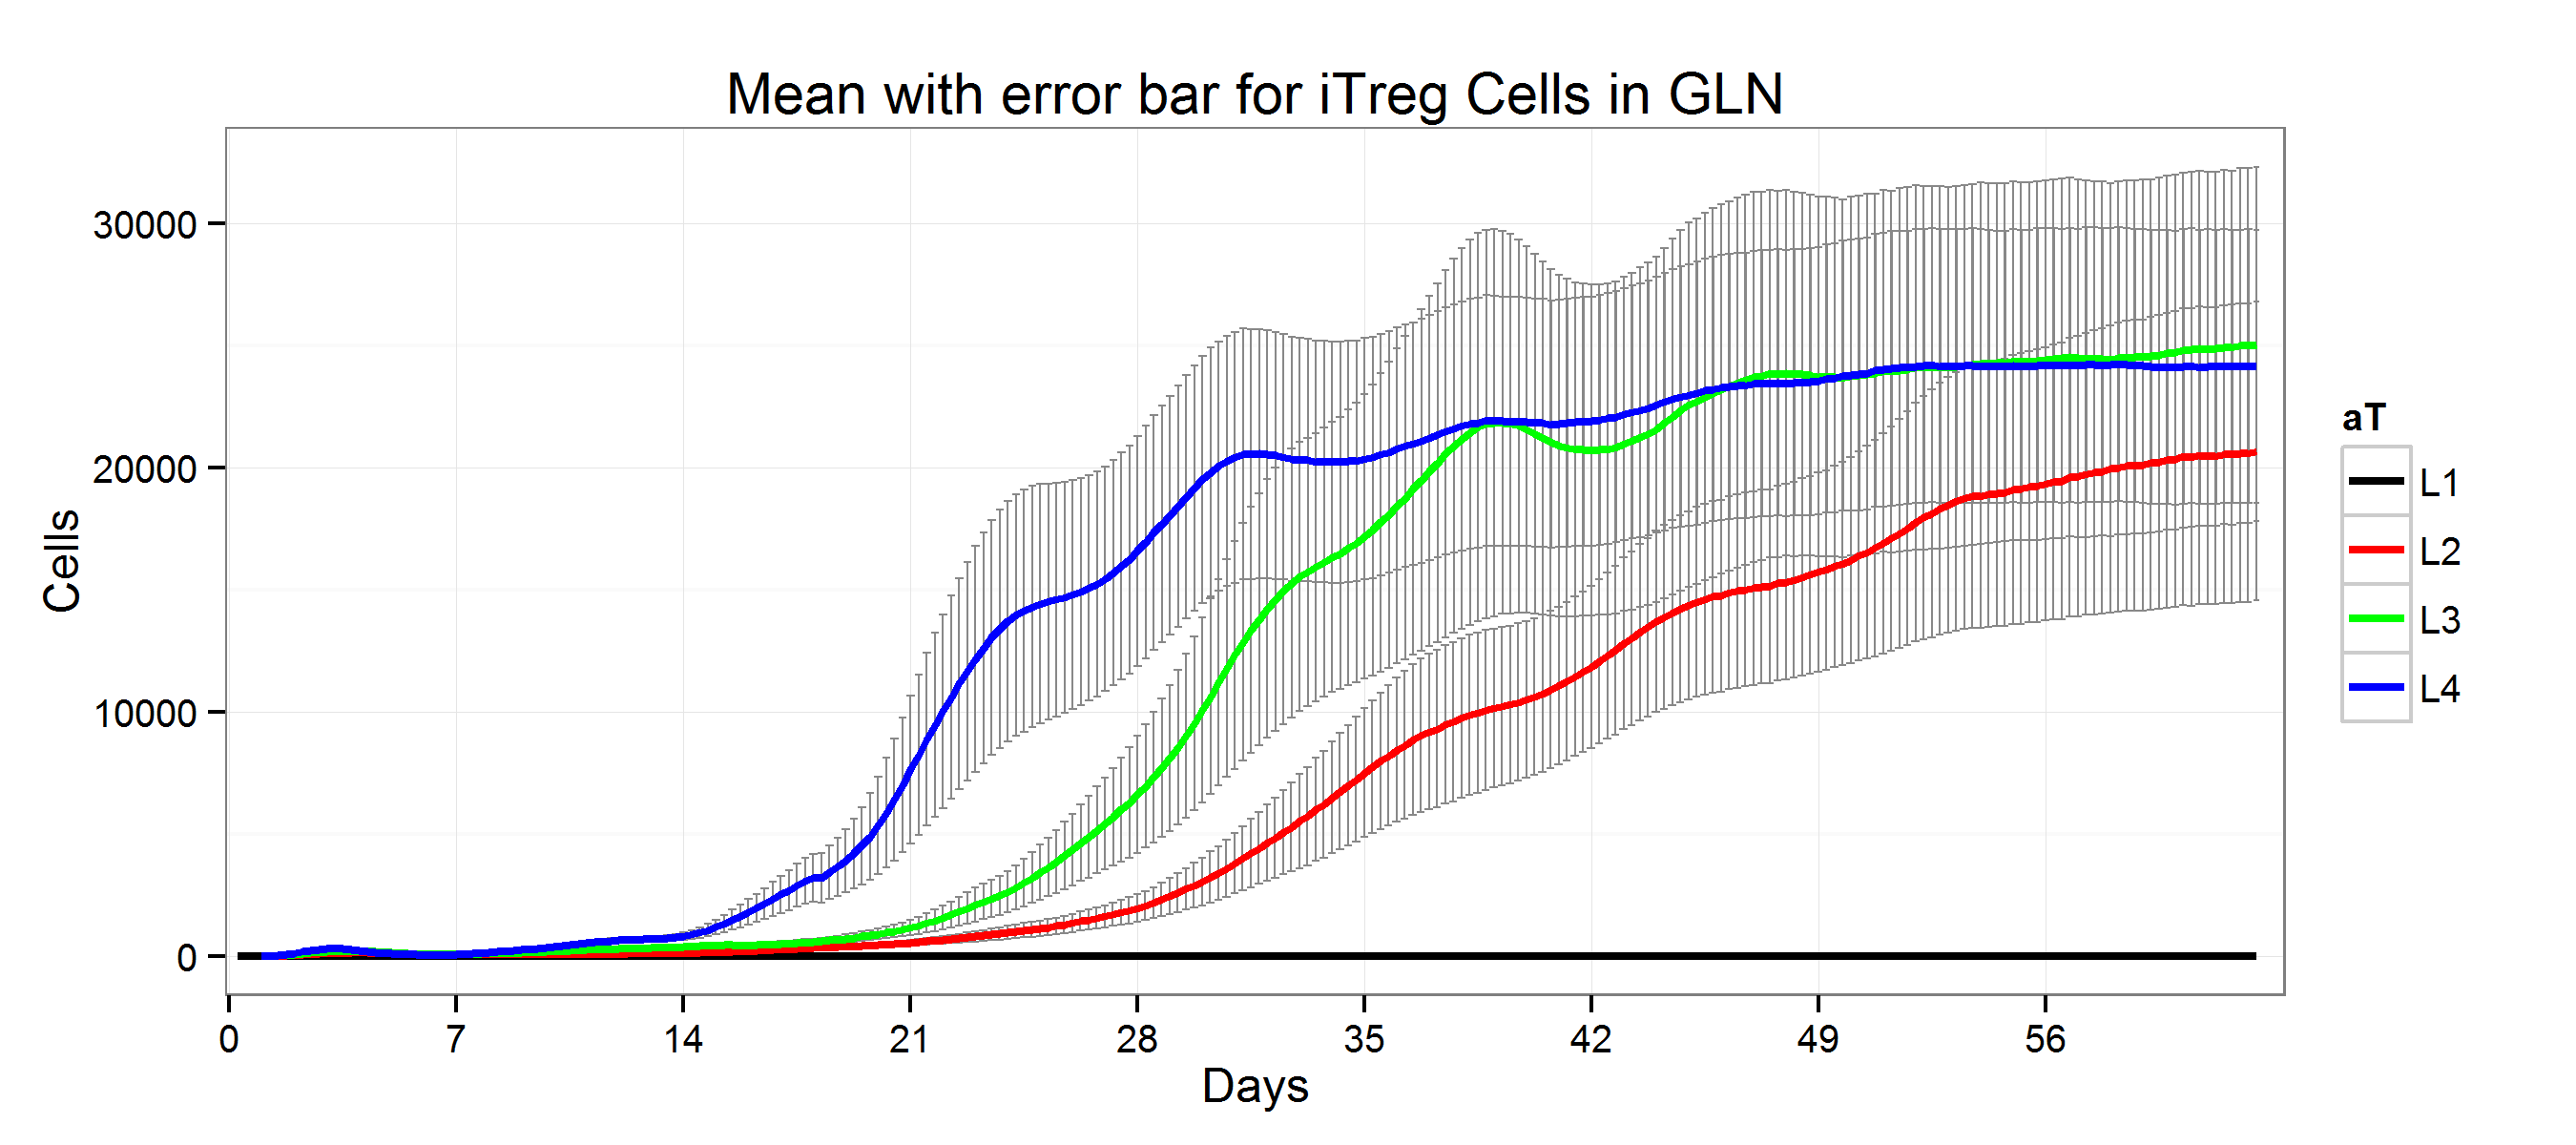 Mean with error bar for iTreg Cells in GLN
30000
20000
10000
0
Cells
0 7 14 21 28 35 42 49 56
Days
aT
L1
L2
L3
L4